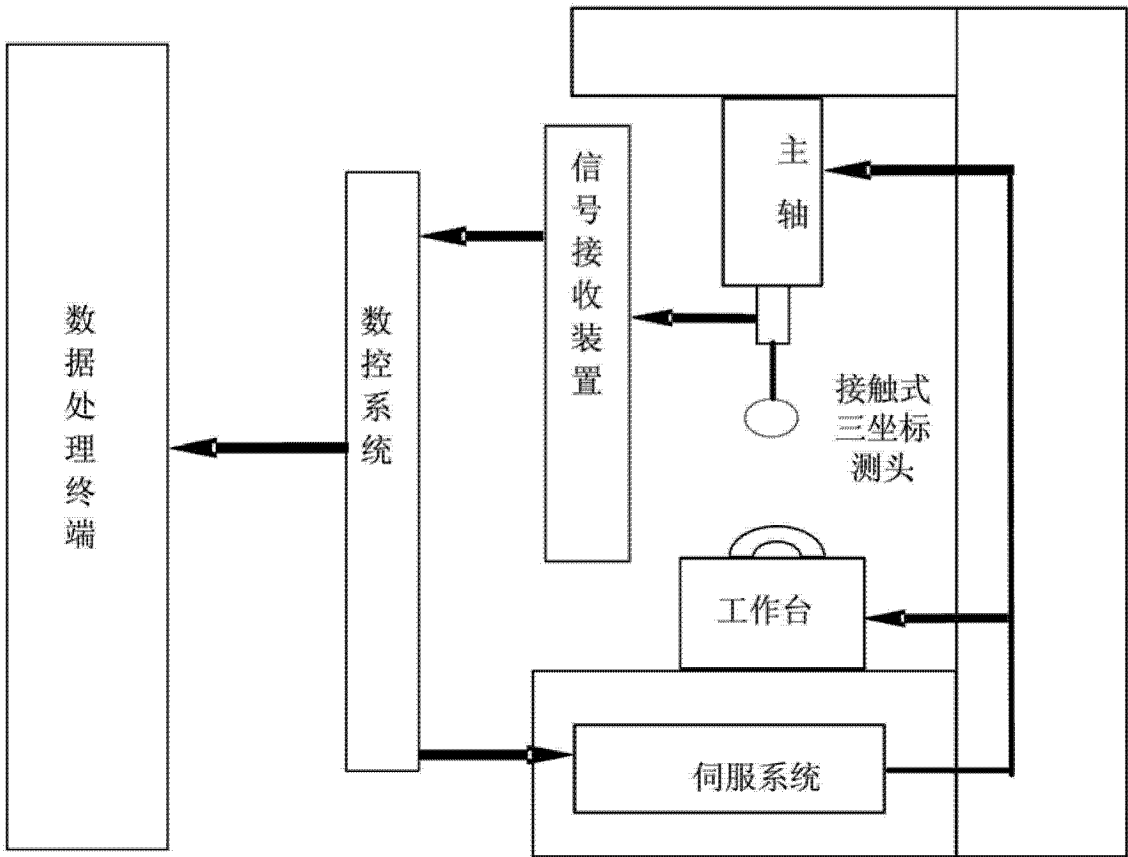 数据处理终端
数控系统
信号接收装置
主轴
接触式
三坐标
测头
工作台
伺服系统